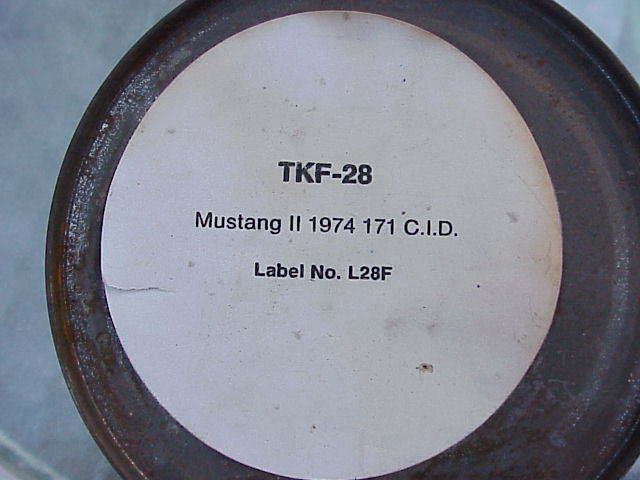 TKF-28
Mustang II 1974 171 C.I.D.
Label No. L28F